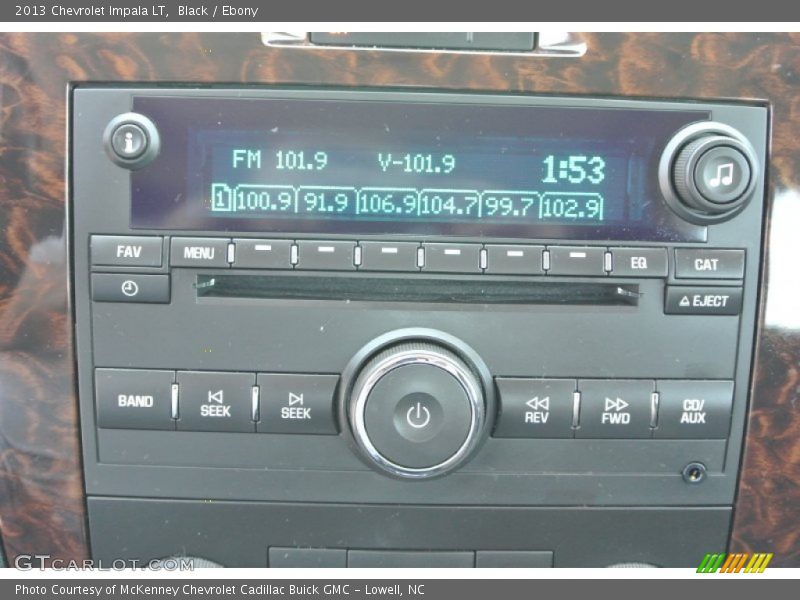 2013 Chevrolet Impala LT,  Black / Ebony
FM 101.9 V-101.9 1:53
1 100.9 91.9 106.9 104.7 99.7 102.9
FAV MENU EQ CAT
EJECT
BAND SEEK SEEK REV FWD CD/AUX
GTCARLOT.COM
Photo Courtesy of McKenney Chevrolet Cadillac Buick GMC - Lowell, NC